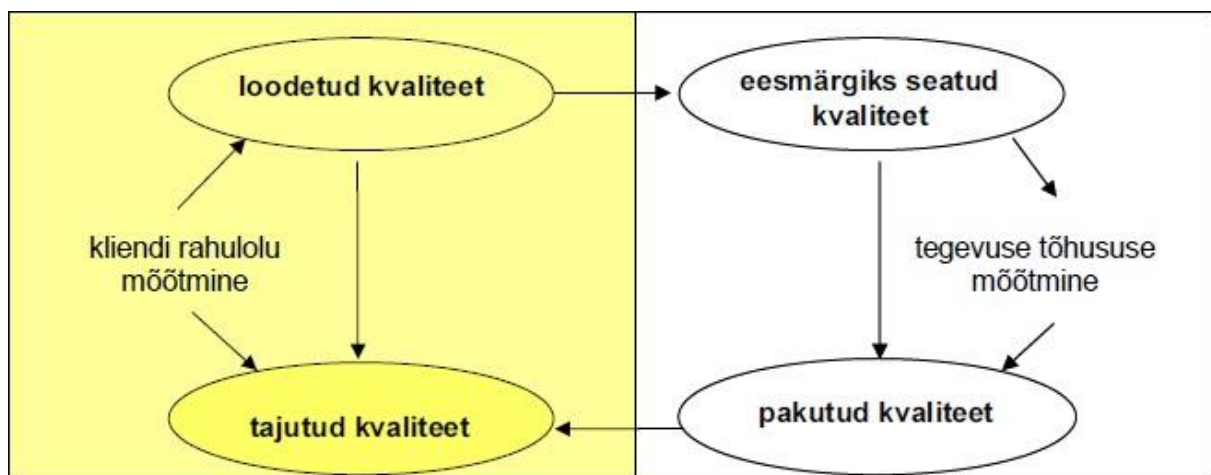 loodetud kvaliteet
eesmärgiks seatud
kvaliteet
kliendi rahulolu
mõõtmine
tegevuse tõhususe
mõõtmine
tajutud kvaliteet
pakutud kvaliteet